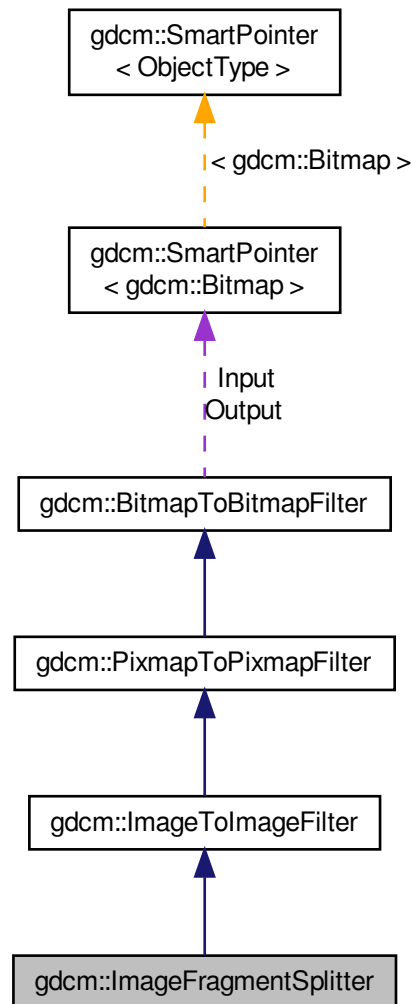 gdcm::SmartPointer
< ObjectType >
< gdcm::Bitmap >
gdcm::SmartPointer
< gdcm::Bitmap >
Input
Output
gdcm::BitmapToBitmapFilter
gdcm::PixmapToPixmapFilter
gdcm::ImageToImageFilter
gdcm::ImageFragmentSplitter